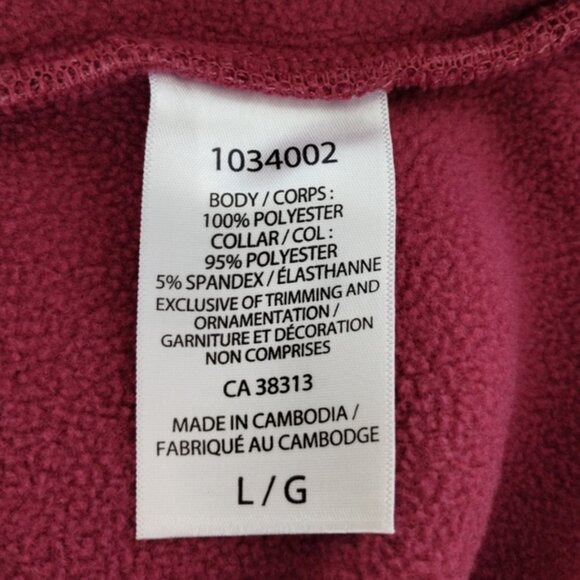 1034002
BODY / CORPS :
100% POLYESTER
COLLAR / COL :
95% POLYESTER
5% SPANDEX / ÉLASTHANNE
EXCLUSIVE OF TRIMMING AND
ORNAMENTATION /
GARNITURE ET DÉCORATION
NON COMPRISES
CA 38313
MADE IN CAMBODIA /
FABRIQUÉ AU CAMBODGE
L / G